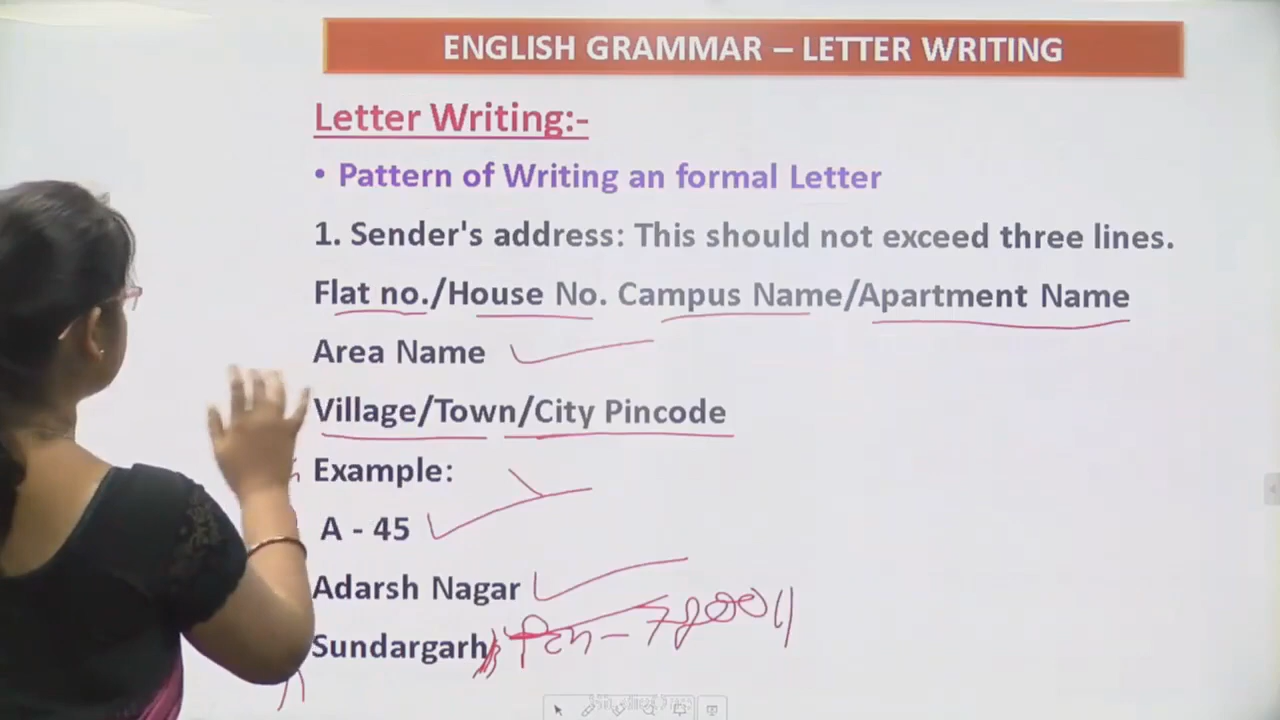 ENGLISH GRAMMAR – LETTER WRITING
Letter Writing:-
• Pattern of Writing an formal Letter
1. Sender's address: This should not exceed three lines.
Flat no./House No. Campus Name/Apartment Name
Area Name
Village/Town/City Pincode
Example:
A - 45
Adarsh Nagar
Sundargarh, Pin -